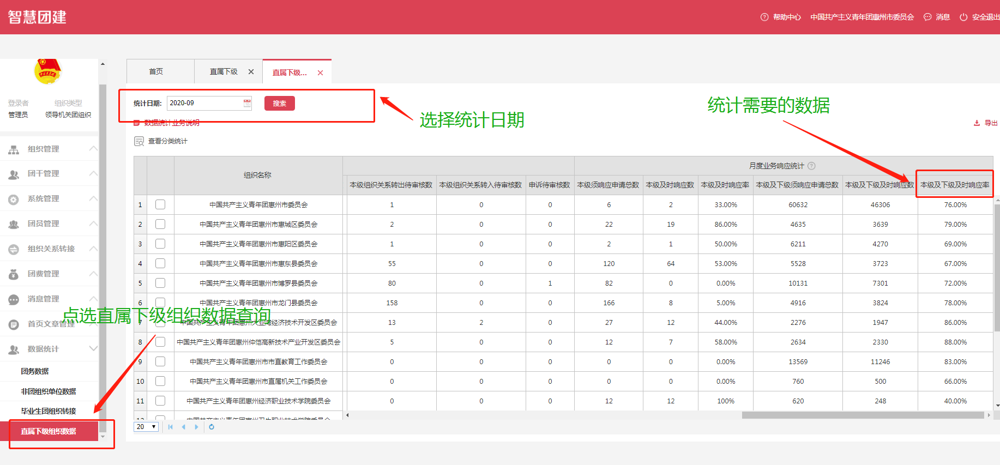 智慧团建
帮助中心 中国共产主义青年团惠州市委员会 消息 安全退出
登录者 组织类型
管理员 领导机关团组织
组织管理
团干管理
系统管理
团员管理
组织关系转接
团费管理
消息管理
首页文章管理
数据统计
团务数据
非团组织单位数据
毕业生团组织转接
直属下级组织数据
首页 直属下级 直属下级...
统计日期: 2020-09 搜索
选择统计日期
统计需要的数据
点选直属下级组织数据查询
数据统计业务说明
导出
查看分类统计
组织名称 月度业务响应统计
本级组织关系转出待审核数 本级组织关系转入待审核数 申诉待审核数 本级须响应申请总数 本级及时响应数 本级及时响应率 本级及下级须响应申请总数 本级及下级及时响应数 本级及下级及时响应率
1 中国共产主义青年团惠州市委员会 1 0 0 6 2 33.00% 60632 46306 76.00%
2 中国共产主义青年团惠州市惠城区委员会 2 0 0 22 19 86.00% 4635 3639 79.00%
3 中国共产主义青年团惠州市惠阳区委员会 1 0 0 2 1 50.00% 6211 4270 69.00%
4 中国共产主义青年团惠州市惠东县委员会 55 0 0 120 64 53.00% 5528 3723 67.00%
5 中国共产主义青年团惠州市博罗县委员会 80 0 1 82 0 0.00% 10131 7301 72.00%
6 中国共产主义青年团惠州市龙门县委员会 158 0 0 166 8 5.00% 4916 3824 78.00%
7 中国共产主义青年团惠州大亚湾经济技术开发区委员会 13 2 0 27 12 44.00% 2276 1947 86.00%
8 中国共产主义青年团惠州仲恺高新技术产业开发区委员会 5 0 0 12 7 58.00% 2634 2330 88.00%
9 中国共产主义青年团惠州市市直教育工作委员会 0 0 0 0 0 0.00% 13569 11246 83.00%
10 中国共产主义青年团惠州市直属机关工作委员会 0 0 0 0 0 0.00% 760 500 66.00%
11 中国共产主义青年团惠州经济职业技术学院委员会 0 0 0 12 12 100% 620 248 40.00%
20